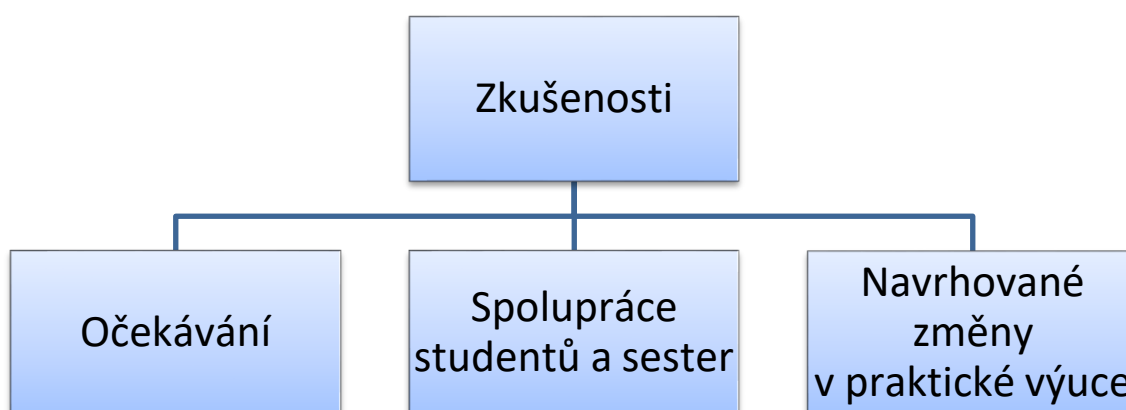 Zkušenosti
Očekávání
Spolupráce
studentů a sester
Navrhované
změny
v praktické výuce